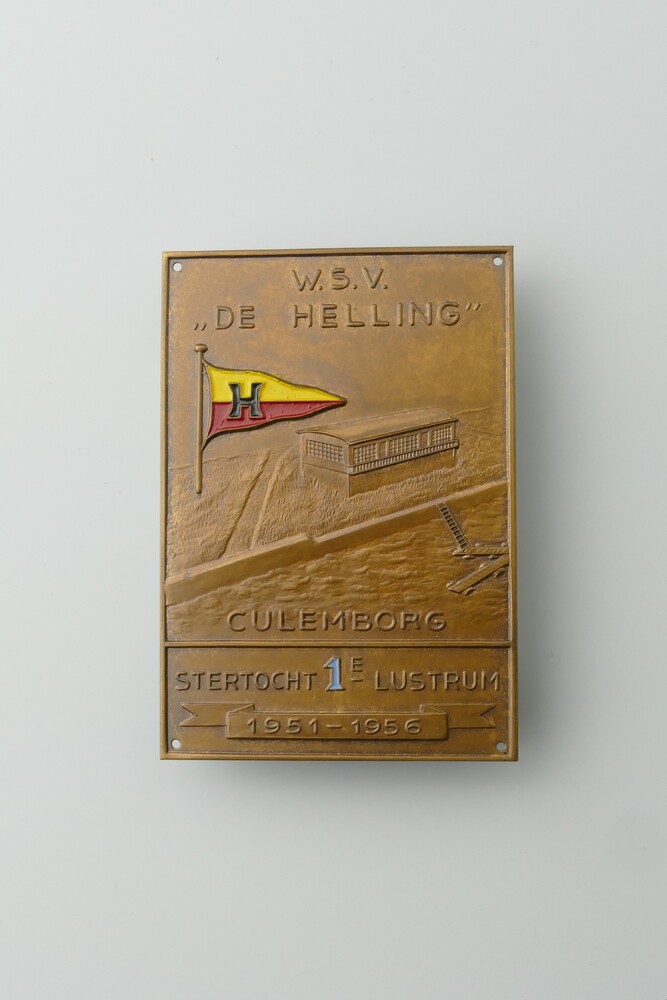 W.S.V.
„DE HELLING”
H
CULEMBORG
STERTOCHT 1E LUSTRUM
1951-1956